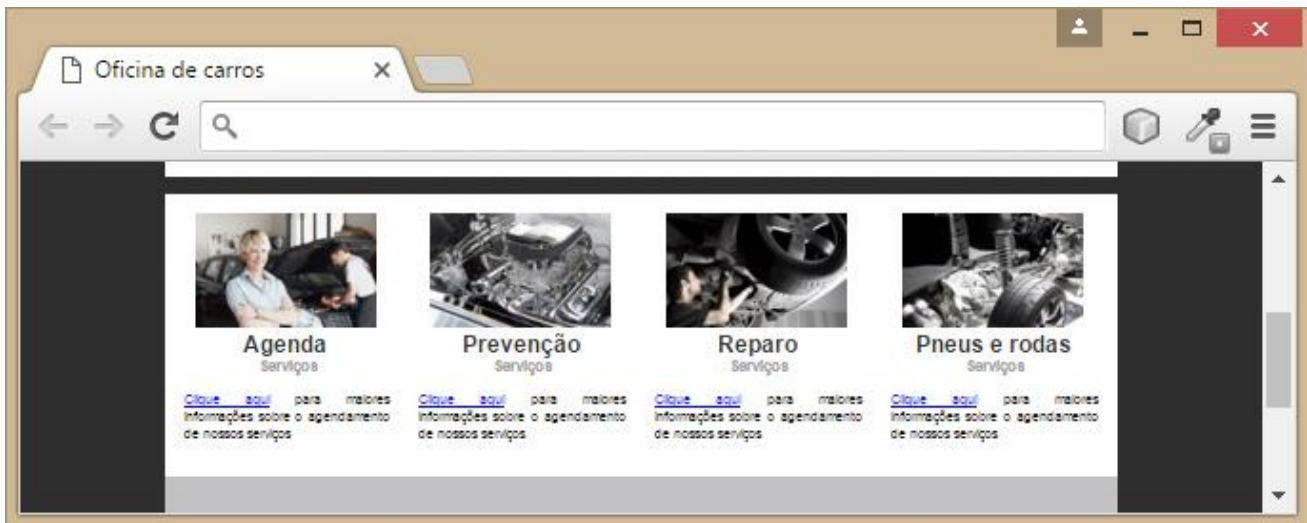 Oficina de carros
Agenda
Serviços
Clique aqui para maiores
informações sobre o agendamento
de nossos serviços
Prevenção
Serviços
Clique aqui para maiores
informações sobre o agendamento
de nossos serviços
Reparo
Serviços
Clique aqui para maiores
informações sobre o agendamento
de nossos serviços
Pneus e rodas
Serviços
Clique aqui para maiores
informações sobre o agendamento
de nossos serviços